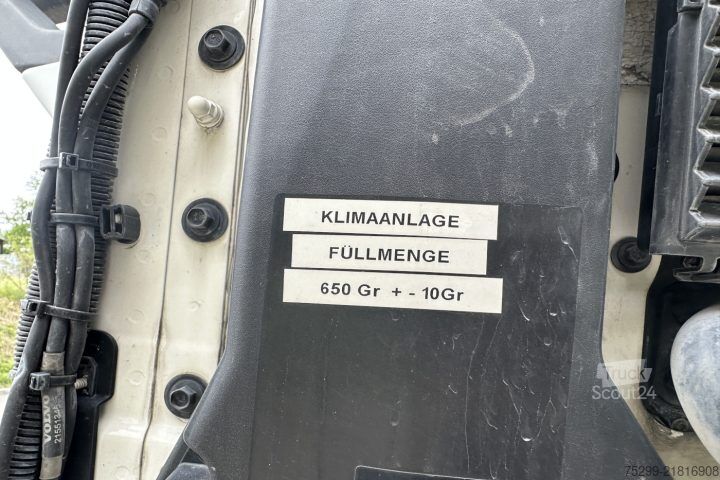 KLIMAANLAGE
FÜLLMENGE
650 Gr + - 10Gr
VOLVO
Truck
Scout24
75299-21816908